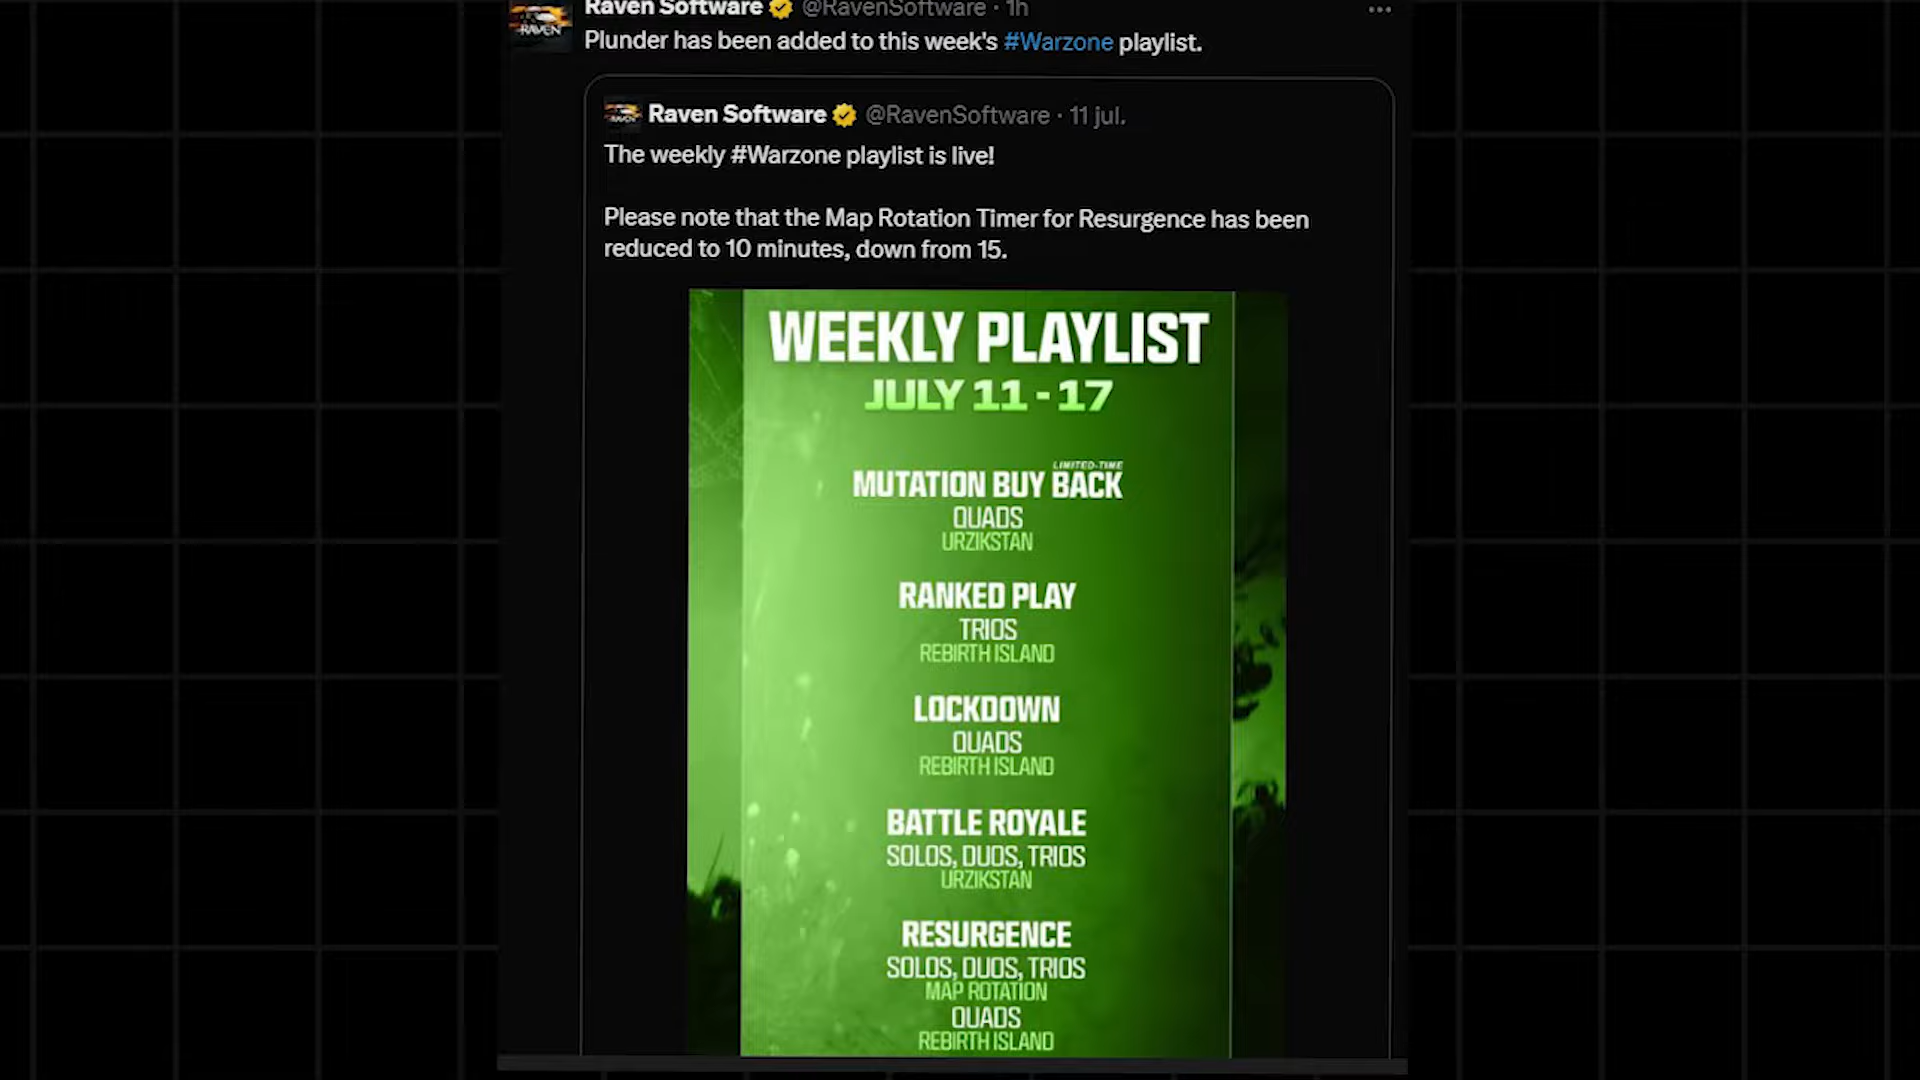 Raven Software @RavenSoftware · 1h
Plunder has been added to this week's #Warzone playlist.
RAVEN
Raven Software @RavenSoftware · 11 jul.
The weekly #Warzone playlist is live!
Please note that the Map Rotation Timer for Resurgence has been
reduced to 10 minutes, down from 15.
WEEKLY PLAYLIST
JULY 11 - 17
LIMITED-TIME
MUTATION BUY BACK
QUADS
URZIKSTAN
RANKED PLAY
TRIOS
REBIRTH ISLAND
LOCKDOWN
QUADS
REBIRTH ISLAND
BATTLE ROYALE
SOLOS, DUOS, TRIOS
URZIKSTAN
RESURGENCE
SOLOS, DUOS, TRIOS
MAP ROTATION
QUADS
REBIRTH ISLAND